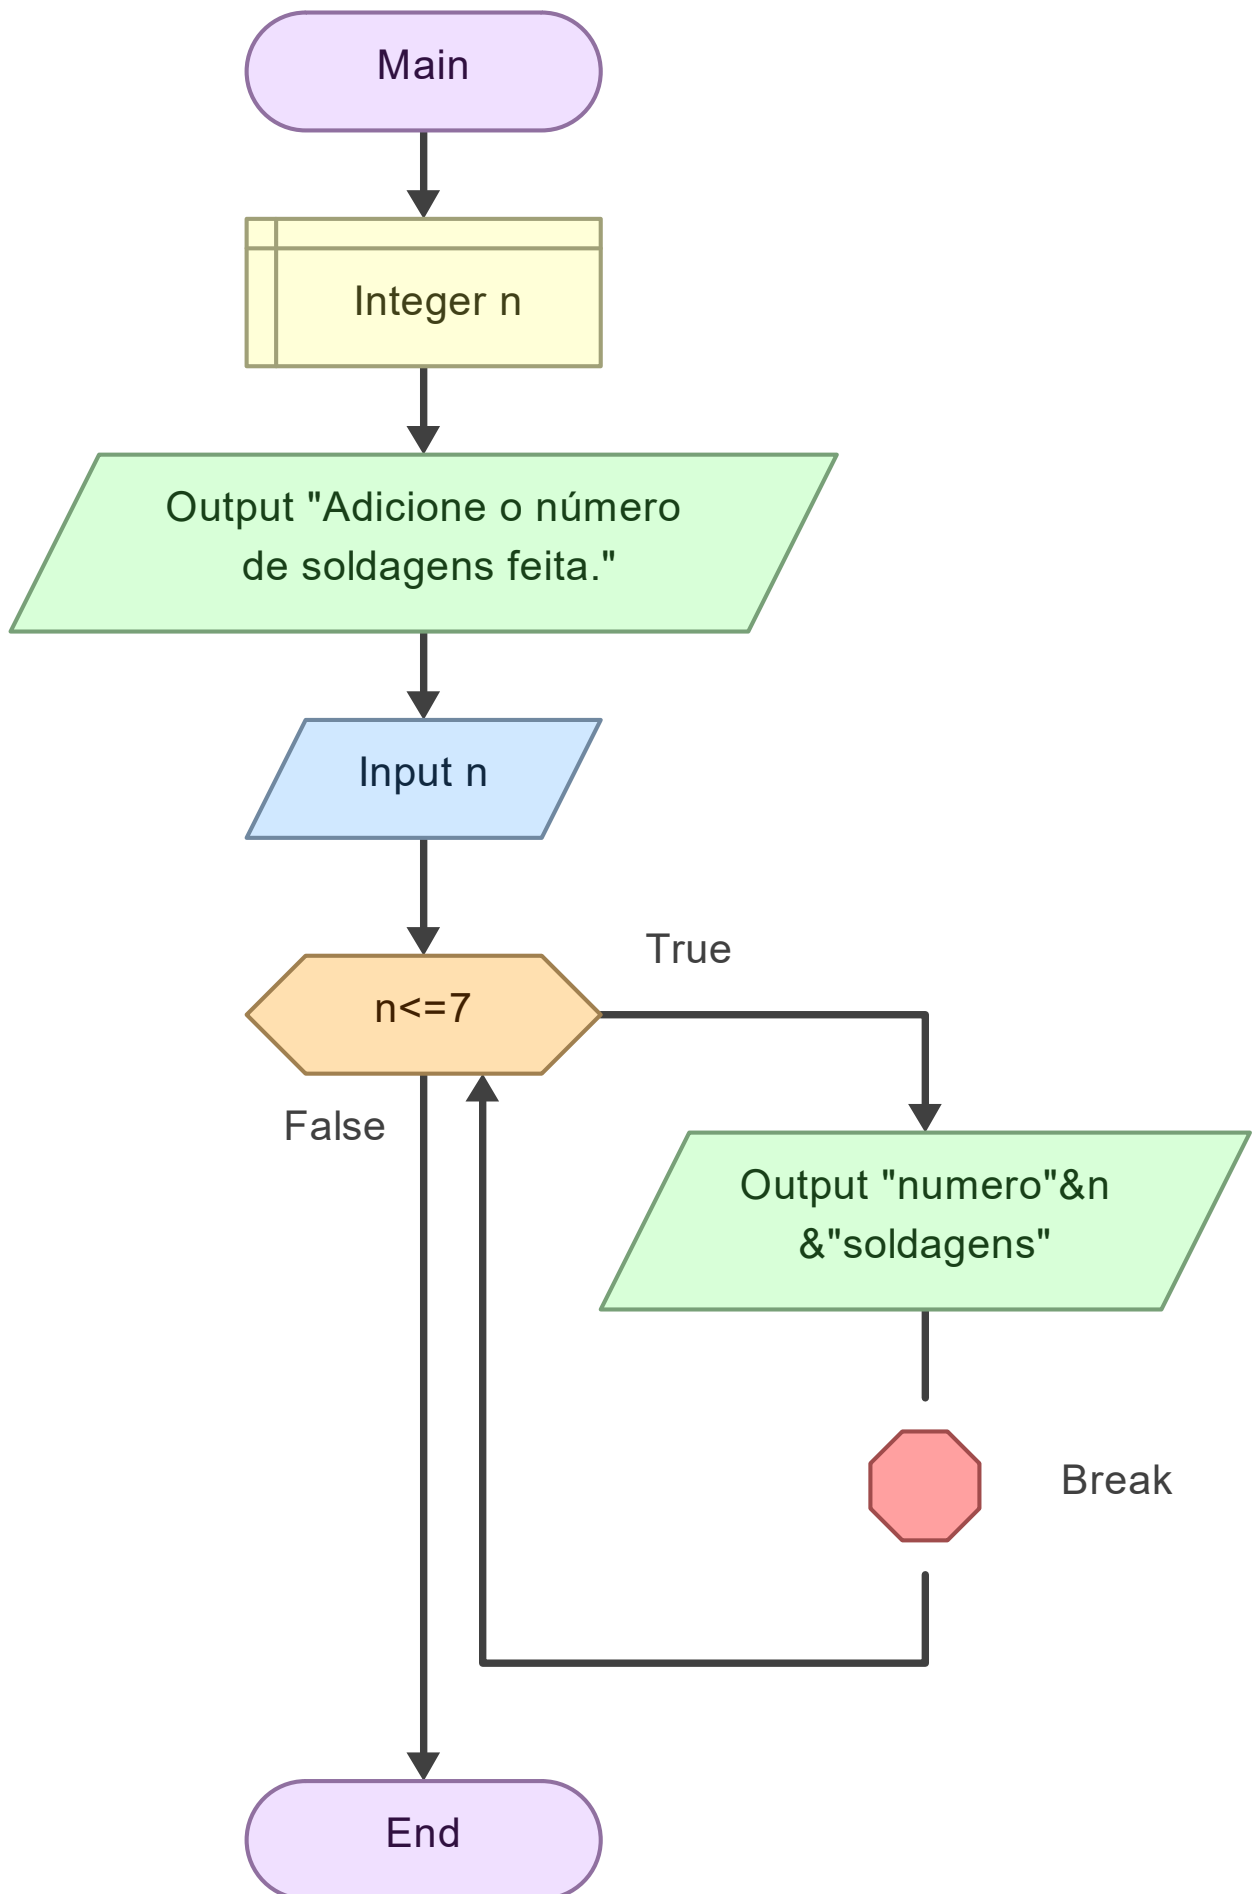 Main
Integer n
Output "Adicione o número
de soldagens feita."
Input n
n<=7
True
False
Output "numero"&n
&"soldagens"
Break
End